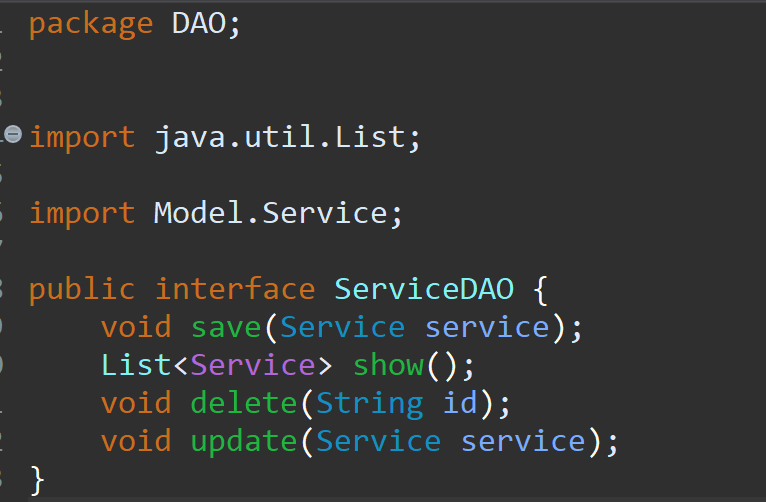 package DAO;
import java.util.List;
import Model.Service;
public interface ServiceDAO {
    void save(Service service);
    List<Service> show();
    void delete(String id);
    void update(Service service);
}